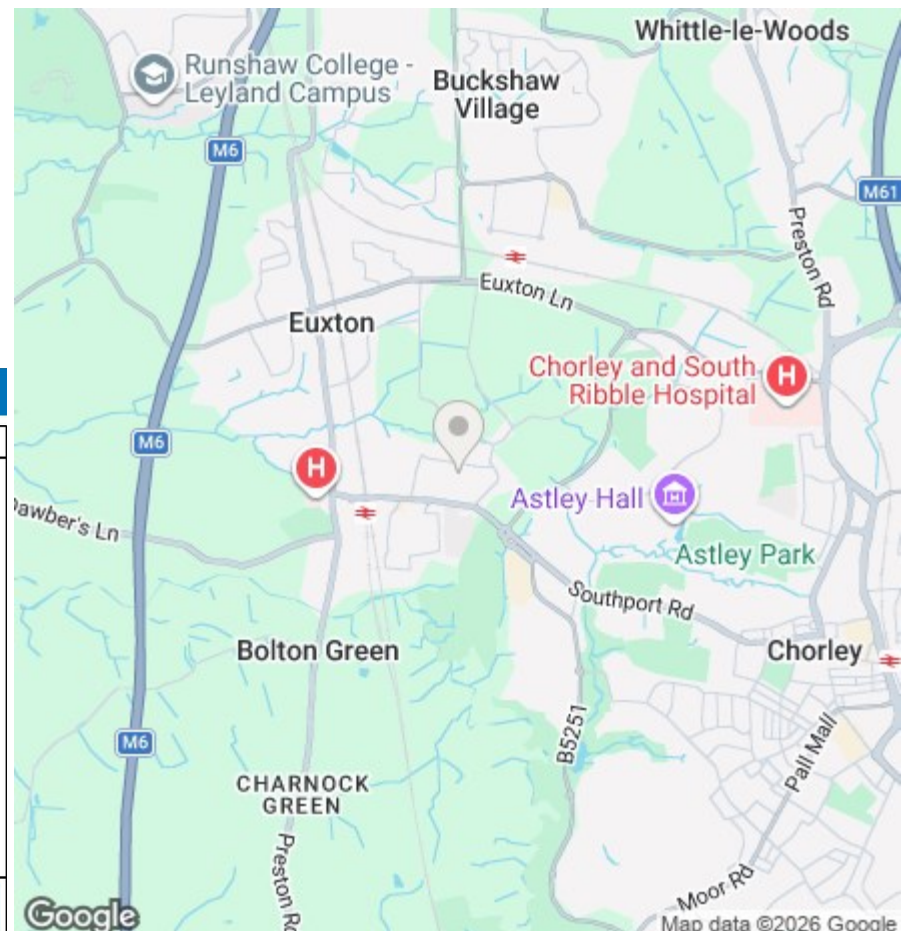 Whittle-le-Woods
Runshaw College -
Leyland Campus
Buckshaw
Village
M6
M61
Preston Rd
Euxton Ln
Euxton
Chorley and South
Ribble Hospital
H
M6
H
Astley Hall
Dawber's Ln
Astley Park
Southport Rd
Bolton Green
Chorley
B5251
M6
Pall Mall
CHARNOCK
GREEN
Preston Rd
Moor Rd
Google
Map data ©2026 Google